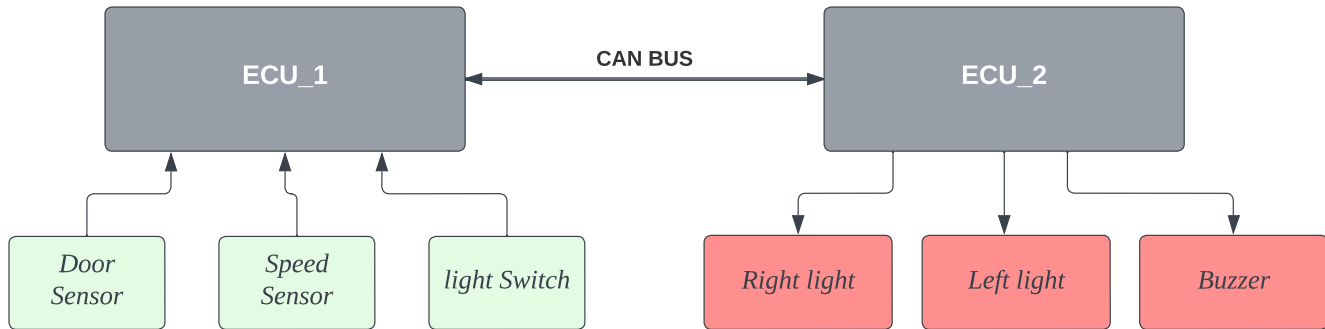 ECU_1
CAN BUS
ECU_2
Door
Sensor
Speed
Sensor
light Switch
Right light
Left light
Buzzer